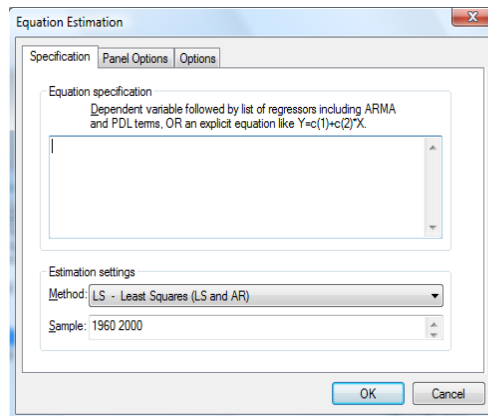 Equation Estimation
Specification Panel Options Options
Equation specification
Dependent variable followed by list of regressors including ARMA
and PDL terms, OR an explicit equation like Y=c(1)+c(2)*X.
Estimation settings
Method: LS - Least Squares (LS and AR)
Sample: 1960 2000
OK Cancel